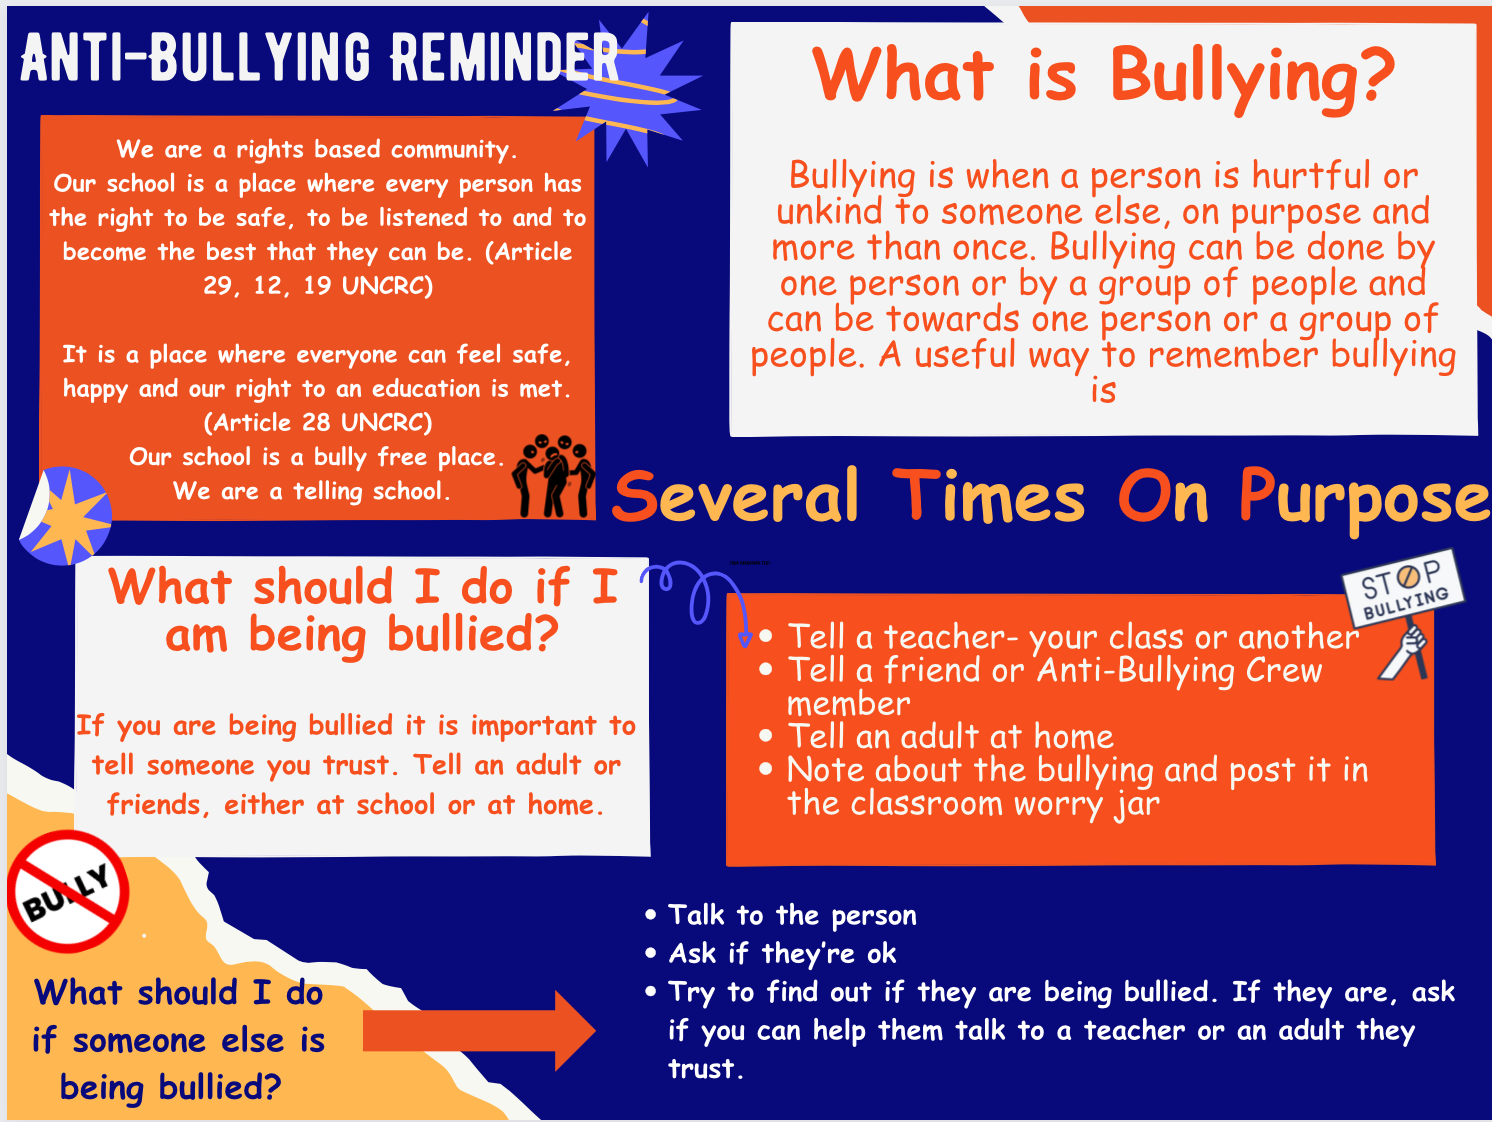 ANTI-BULLYING REMINDER
We are a rights based community.
Our school is a place where every person has
the right to be safe, to be listened to and to
become the best that they can be. (Article
29, 12, 19 UNCRC)
It is a place where everyone can feel safe,
happy and our right to an education is met.
(Article 28 UNCRC)
Our school is a bully free place.
We are a telling school.
What is Bullying?
Bullying is when a person is hurtful or
unkind to someone else, on purpose and
more than once. Bullying can be done by
one person or by a group of people and
can be towards one person or a group of
people. A useful way to remember bullying
is
Several Times On Purpose
What should I do if I
am being bullied?
If you are being bullied it is important to
tell someone you trust. Tell an adult or
friends, either at school or at home.
STOP
BULLYING
• Tell a teacher- your class or another
• Tell a friend or Anti-Bullying Crew
member
• Tell an adult at home
• Note about the bullying and post it in
the classroom worry jar
BULLY
What should I do
if someone else is
being bullied?
• Talk to the person
• Ask if they're ok
• Try to find out if they are being bullied. If they are, ask
if you can help them talk to a teacher or an adult they
trust.